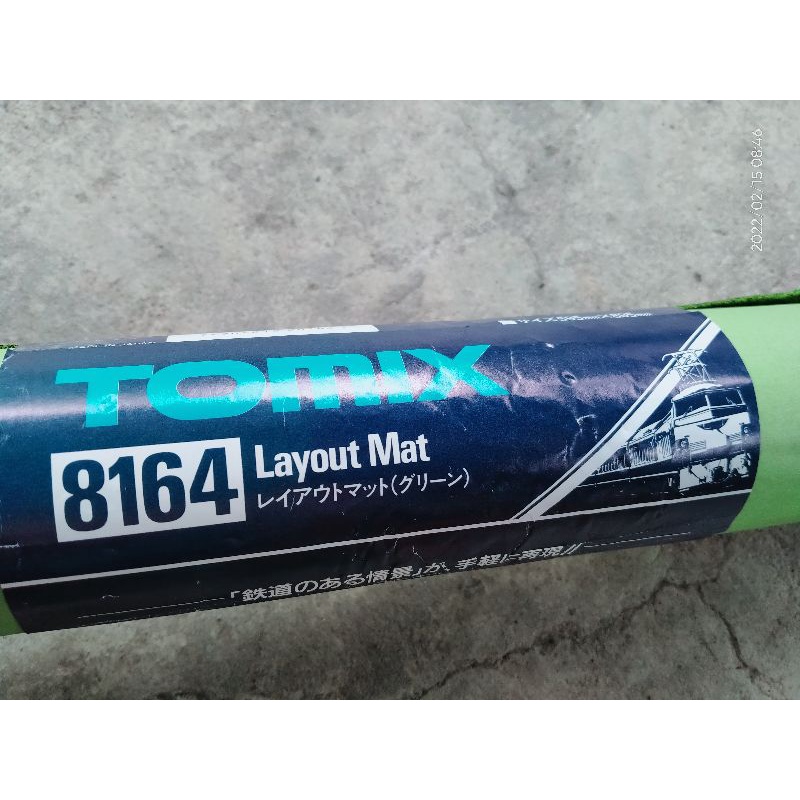 TOMIX
8164
Layout Mat
レイアウトマット(グリーン)
「鉄道のある情景」が、手軽に再現!!
2022/02/15 08:46